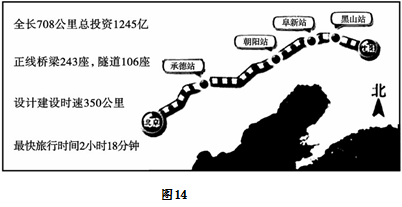 全长708公里总投资1245亿
正线桥梁243座，隧道106座
设计建设时速350公里
最快旅行时间2小时18分钟
承德站
朝阳站
阜新站
黑山站
北京
北
图14